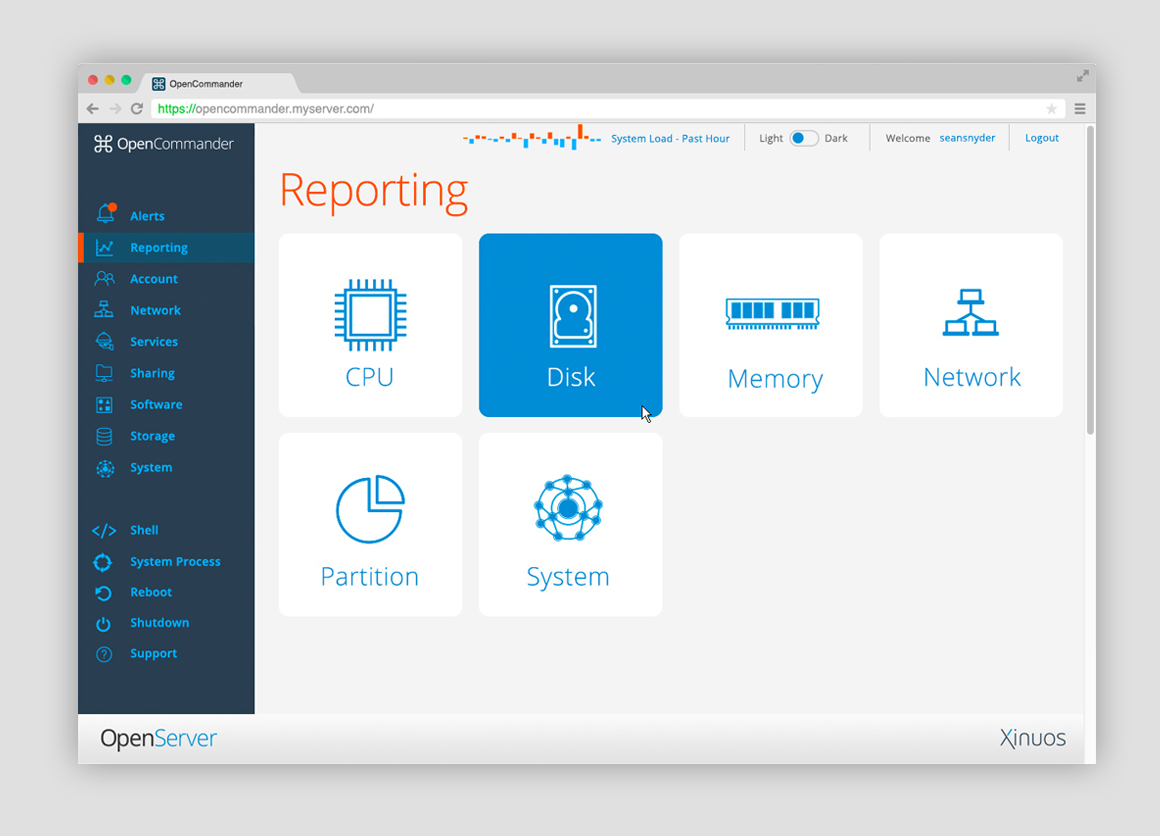 OpenCommander
https://opencommander.myserver.com/
OpenCommander
System Load - Past Hour
Light Dark
Welcome seansnyder
Logout
Alerts
Reporting
Account
Network
Services
Sharing
Software
Storage
System
Shell
System Process
Reboot
Shutdown
Support
Reporting
CPU
Disk
Memory
Network
Partition
System
OpenServer
Xinuos